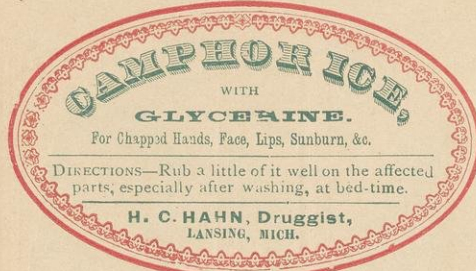 CAMPHOR ICE,
WITH
GLYCERINE.
For Chapped Hands, Face, Lips, Sunburn, &c.
DIRECTIONS—Rub a little of it well on the affected
parts, especially after washing, at bed-time.
H. C. HAHN, Druggist,
LANSING, MICH.